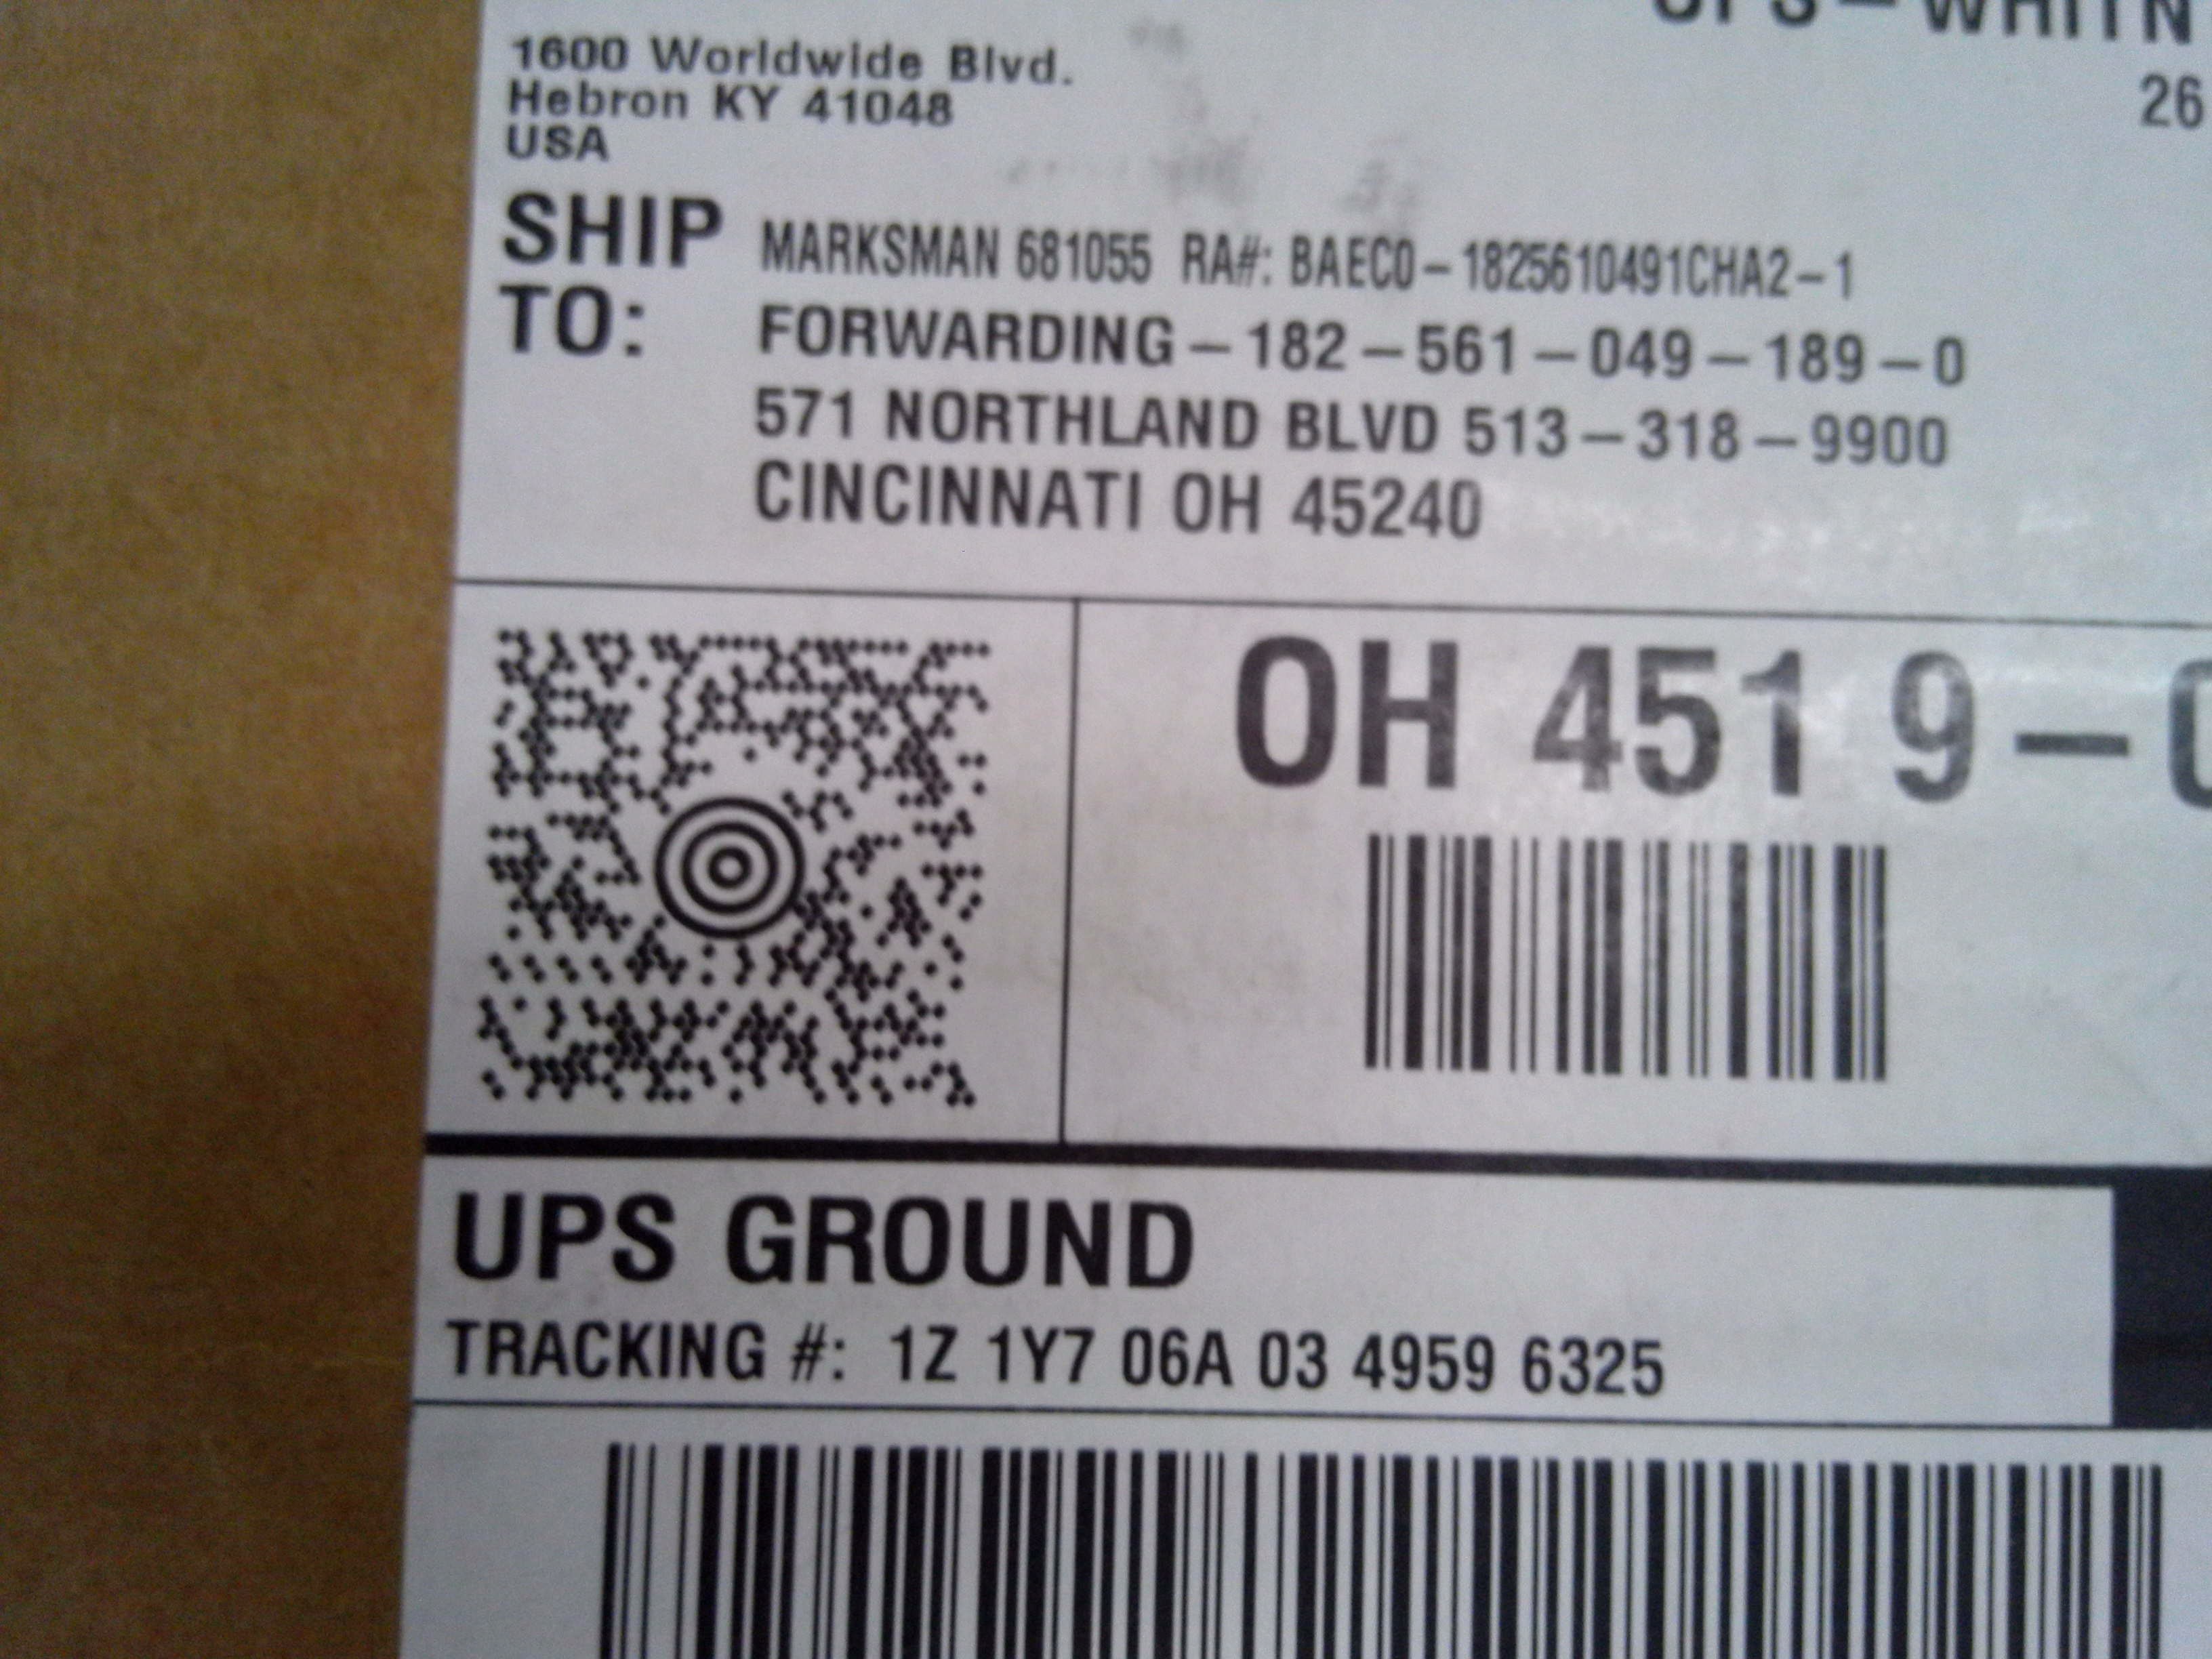 1600 Worldwide Blvd.
Hebron KY 41048
USA
26
SHIP TO:
MARKSMAN 681055 RA#: BAECO-1825610491CHA2-1
FORWARDING-182-561-049-189-0
571 NORTHLAND BLVD 513-318-9900
CINCINNATI OH 45240
OH 451 9-
UPS GROUND
TRACKING #: 1Z 1Y7 06A 03 4959 6325